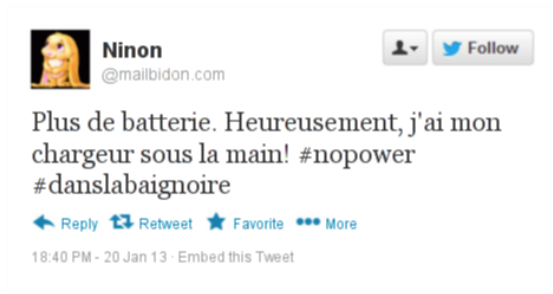 Ninon
Follow
@mailbidon.com
Plus de batterie. Heureusement, j'ai mon
chargeur sous la main! #nopower
#danslabaignoire
Reply Retweet Favorite More
18:40 PM - 20 Jan 13 · Embed this Tweet